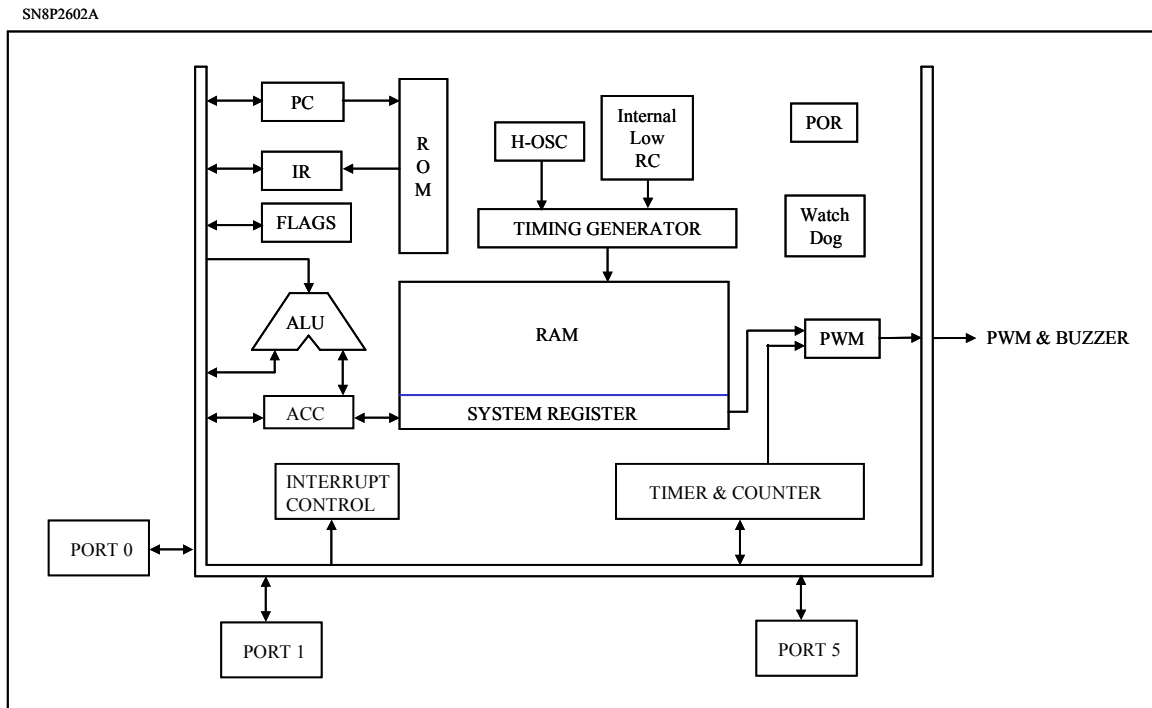 SN8P2602A
PC
R
O
M
IR
FLAGS
H-OSC
Internal
Low
RC
POR
TIMING GENERATOR
Watch
Dog
ALU
RAM
PWM
PWM & BUZZER
ACC
SYSTEM REGISTER
INTERRUPT
CONTROL
TIMER & COUNTER
PORT 0
PORT 1
PORT 5